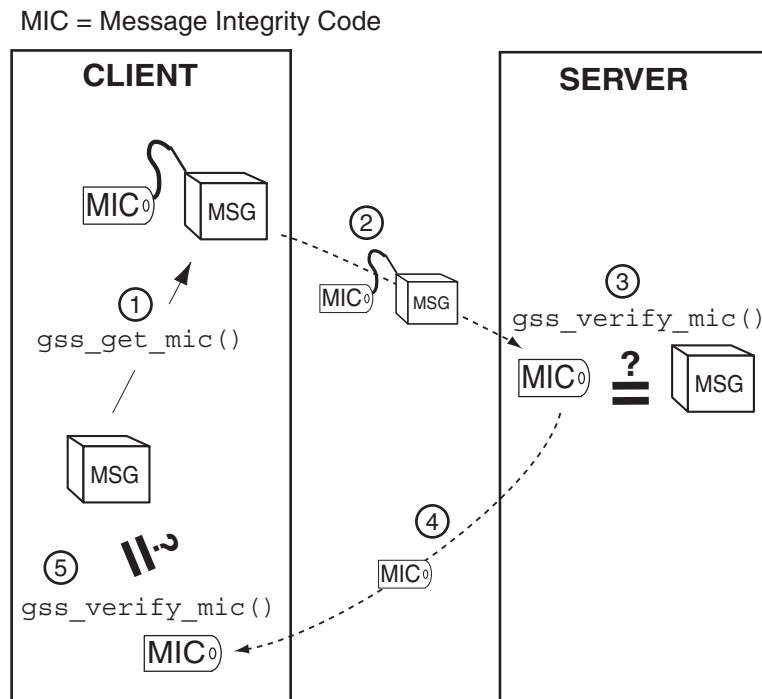 MIC = Message Integrity Code
CLIENT
SERVER
MIC
MSG
2
MIC
MSG
3
gss_verify_mic()
1
gss_get_mic()
MIC
?
MSG
MSG
4
MIC
?
5
gss_verify_mic()
MIC